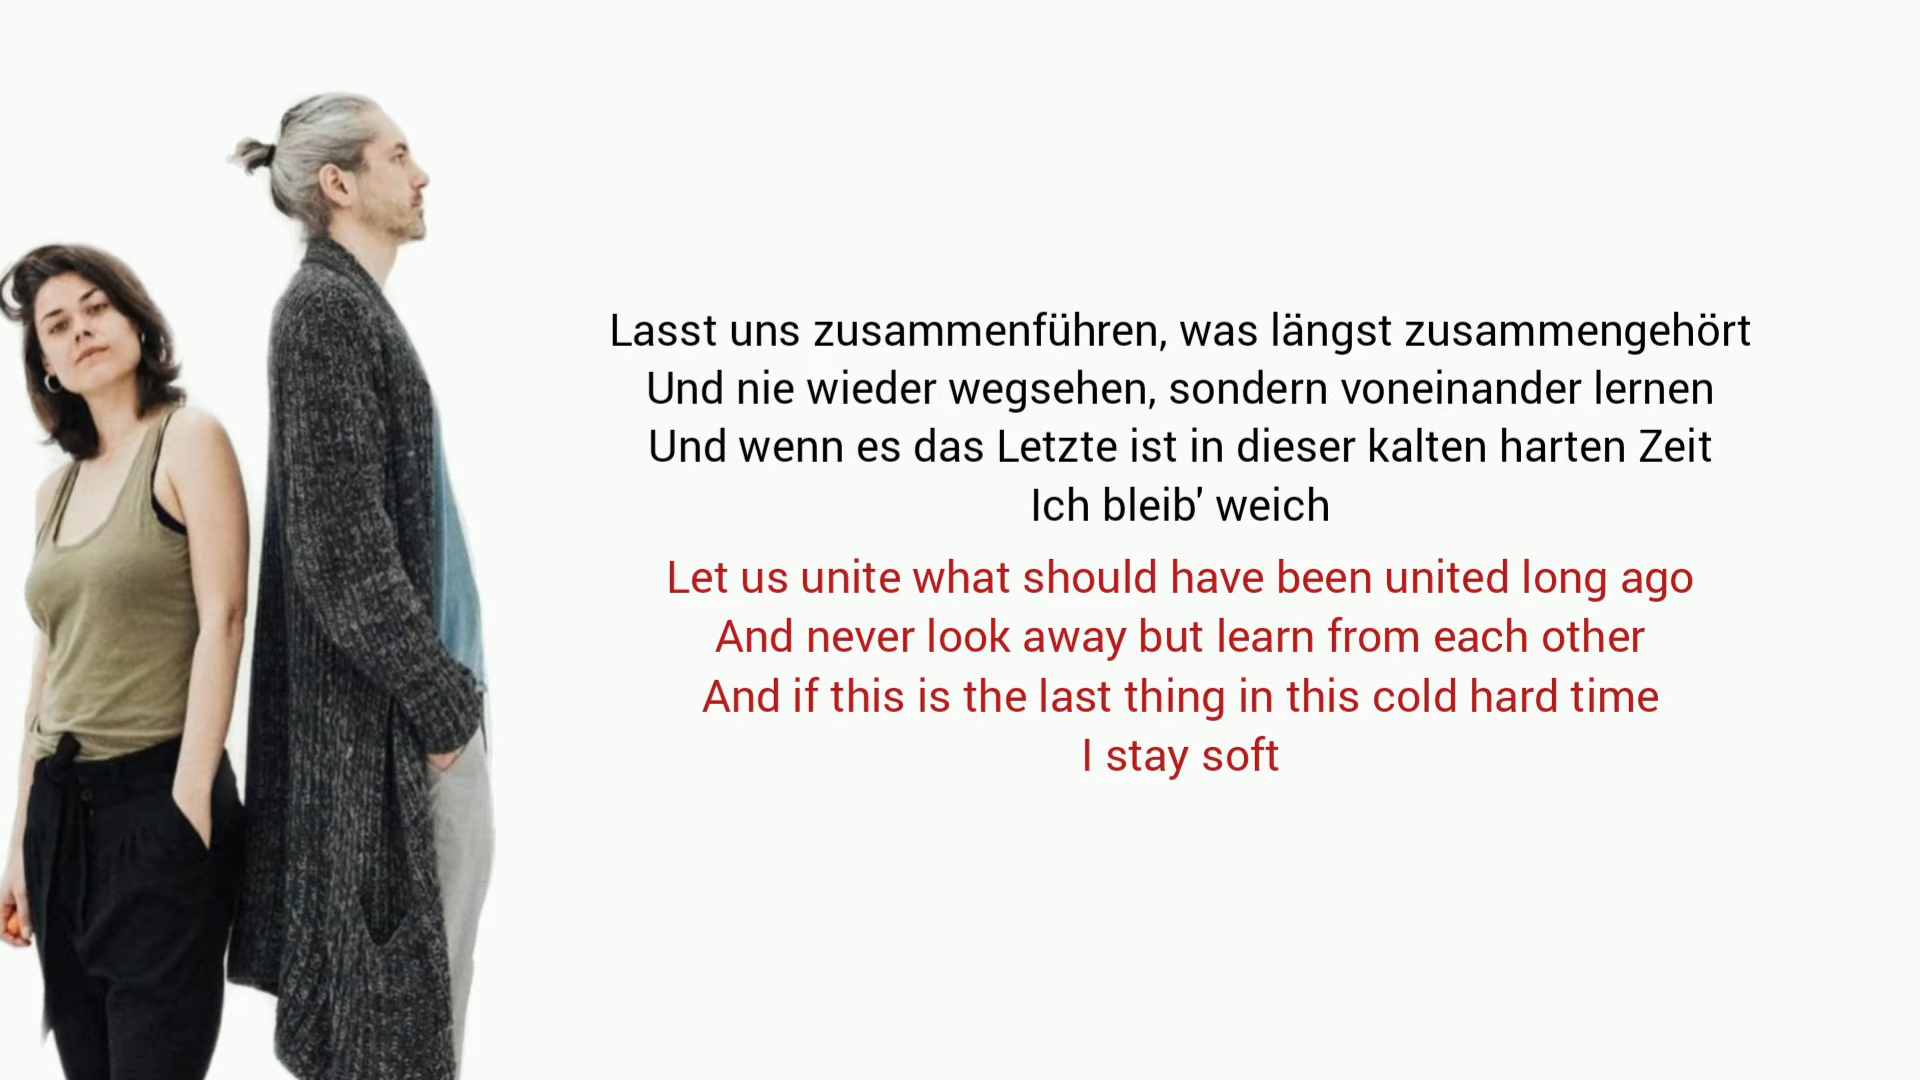 Lasst uns zusammenführen, was längst zusammengehört
Und nie wieder wegsehen, sondern voneinander lernen
Und wenn es das Letzte ist in dieser kalten harten Zeit
Ich bleib' weich
Let us unite what should have been united long ago
And never look away but learn from each other
And if this is the last thing in this cold hard time
I stay soft